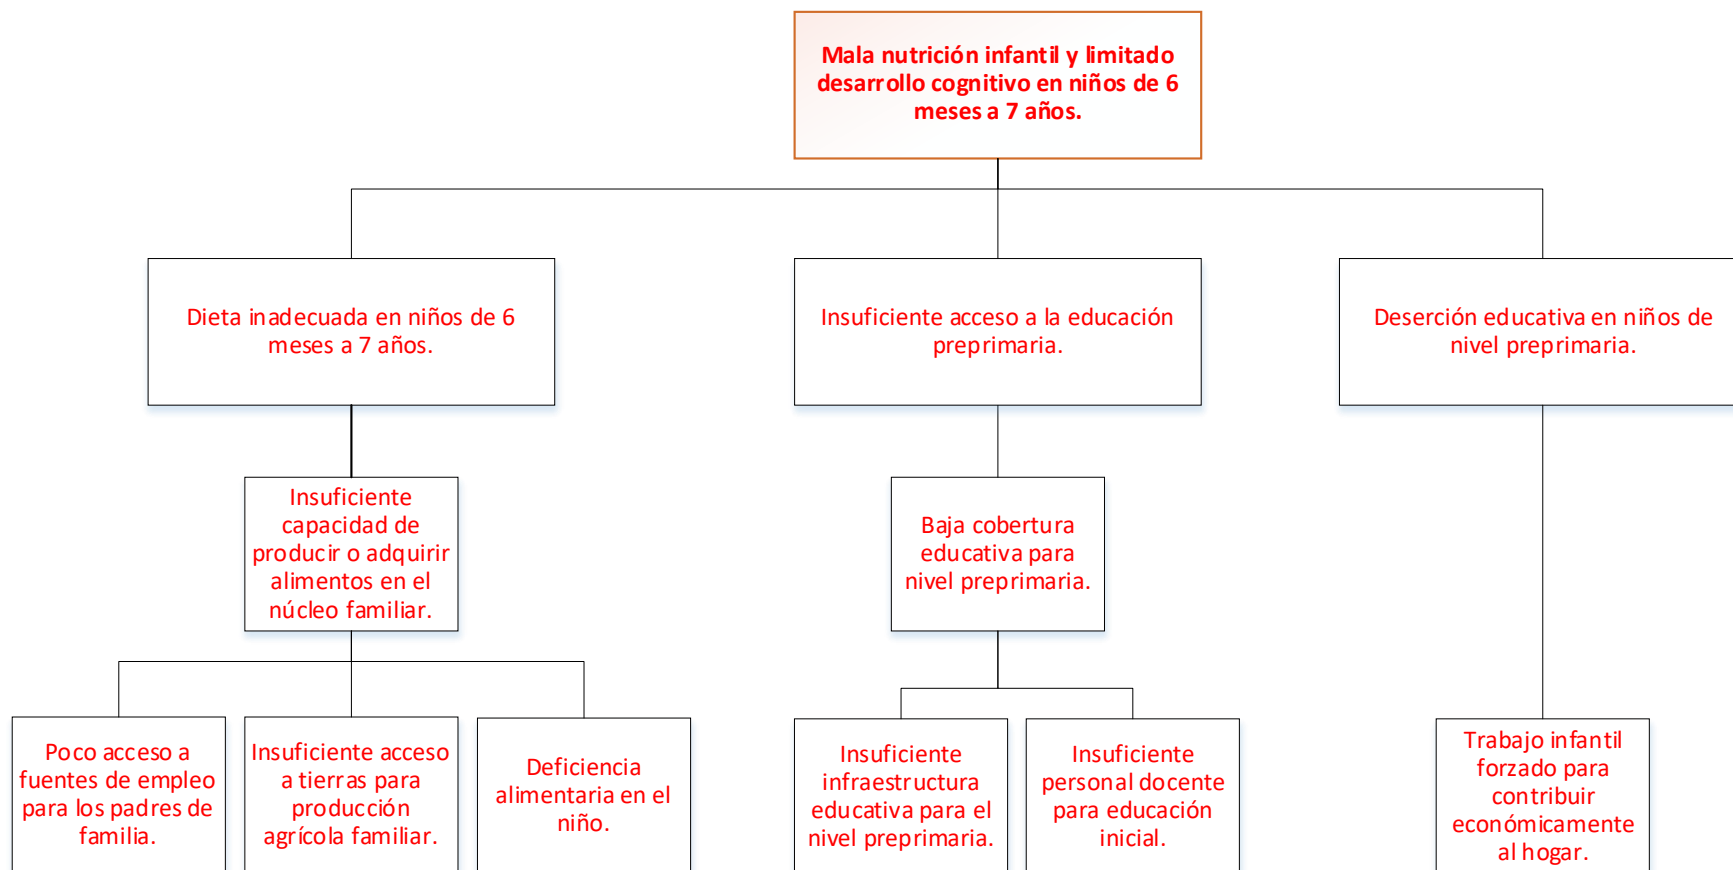 Mala nutrición infantil y limitado
desarrollo cognitivo en niños de 6
meses a 7 años.
Dieta inadecuada en niños de 6
meses a 7 años.
Insuficiente acceso a la educación
preprimaria.
Deserción educativa en niños de
nivel preprimaria.
Insuficiente
capacidad de
producir o adquirir
alimentos en el
núcleo familiar.
Baja cobertura
educativa para
nivel preprimaria.
Poco acceso a
fuentes de empleo
para los padres de
familia.
Insuficiente acceso
a tierras para
producción
agrícola familiar.
Deficiencia
alimentaria en el
niño.
Insuficiente
infraestructura
educativa para el
nivel preprimaria.
Insuficiente
personal docente
para educación
inicial.
Trabajo infantil
forzado para
contribuir
económicamente
al hogar.